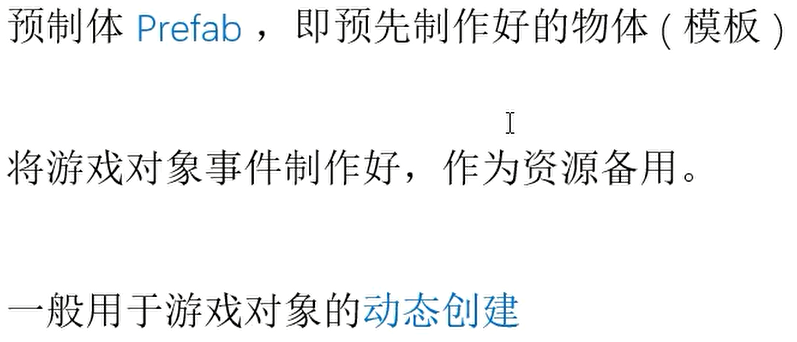 预制体 Prefab ，即预先制作好的物体 ( 模板 )
将游戏对象事件制作好，作为资源备用。
一般用于游戏对象的动态创建